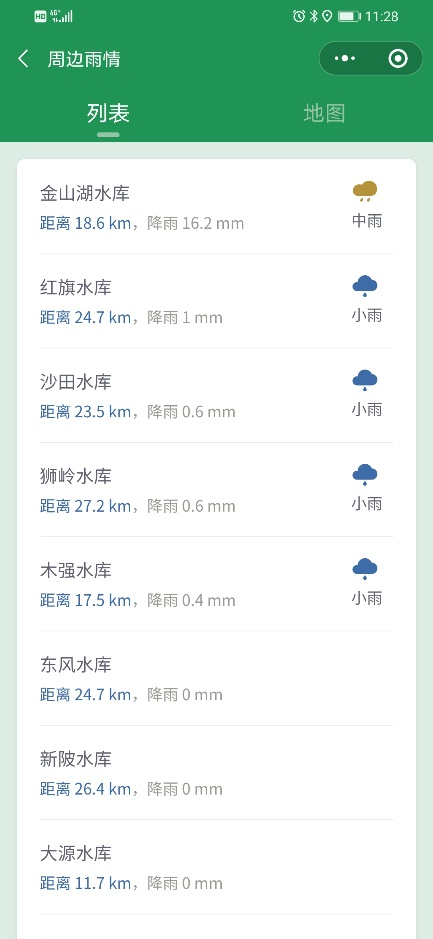 HD 4G+ 11:28
周边雨情
列表 地图
金山湖水库
距离 18.6 km，降雨 16.2 mm
中雨
红旗水库
距离 24.7 km，降雨 1 mm
小雨
沙田水库
距离 23.5 km，降雨 0.6 mm
小雨
狮岭水库
距离 27.2 km，降雨 0.6 mm
小雨
木强水库
距离 17.5 km，降雨 0.4 mm
小雨
东风水库
距离 24.7 km，降雨 0 mm
新陂水库
距离 26.4 km，降雨 0 mm
大源水库
距离 11.7 km，降雨 0 mm